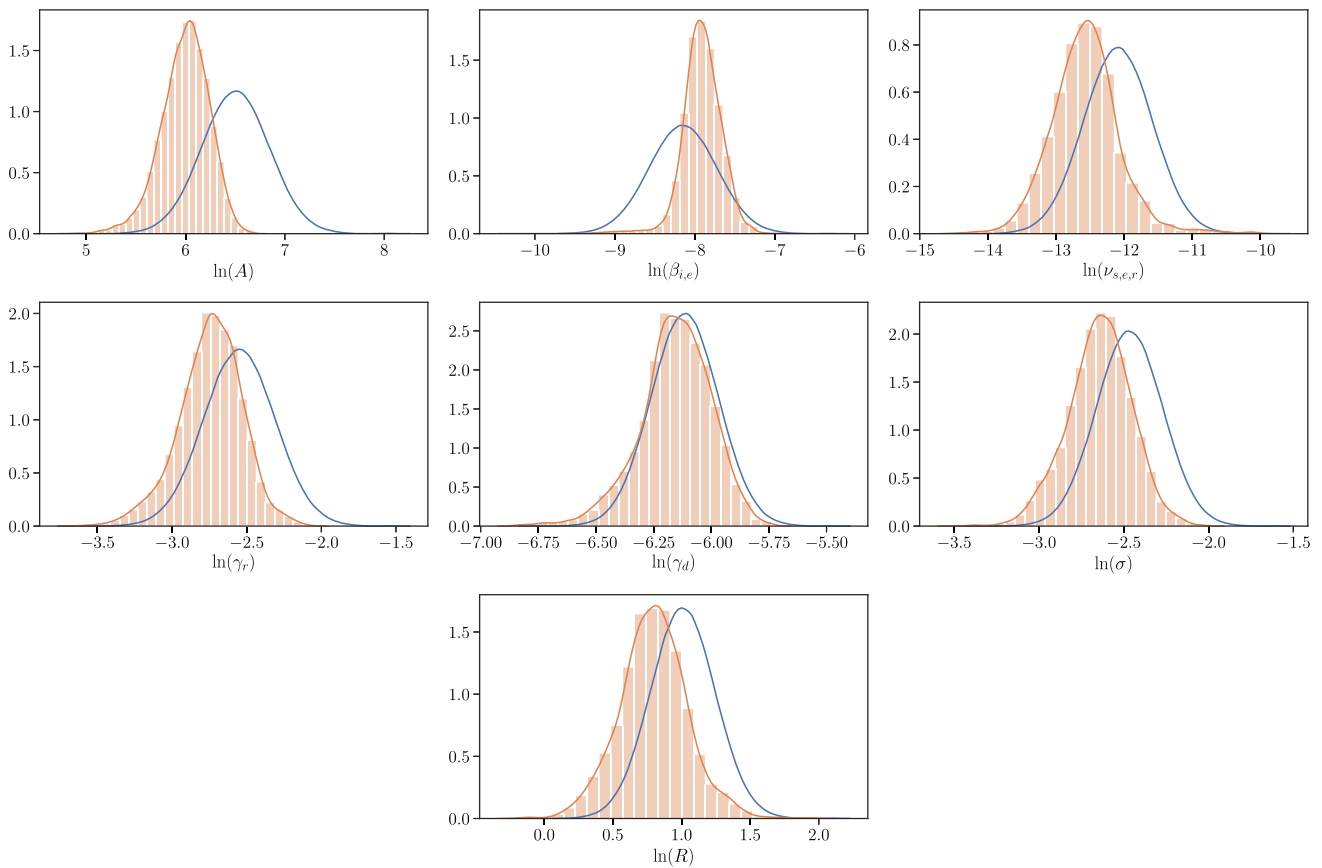 1.5
1.0
0.5
0.0
5 6 7 8
ln(A)
1.5
1.0
0.5
0.0
−10 −9 −8 −7 −6
ln(β_{i,e})
0.8
0.6
0.4
0.2
0.0
−15 −14 −13 −12 −11 −10
ln(ν_{s,e,r})
2.0
1.5
1.0
0.5
0.0
−3.5 −3.0 −2.5 −2.0 −1.5
ln(γ_r)
2.5
2.0
1.5
1.0
0.5
0.0
−7.00 −6.75 −6.50 −6.25 −6.00 −5.75 −5.50
ln(γ_d)
2.0
1.5
1.0
0.5
0.0
−3.5 −3.0 −2.5 −2.0 −1.5
ln(σ)
1.5
1.0
0.5
0.0
0.0 0.5 1.0 1.5 2.0
ln(R)